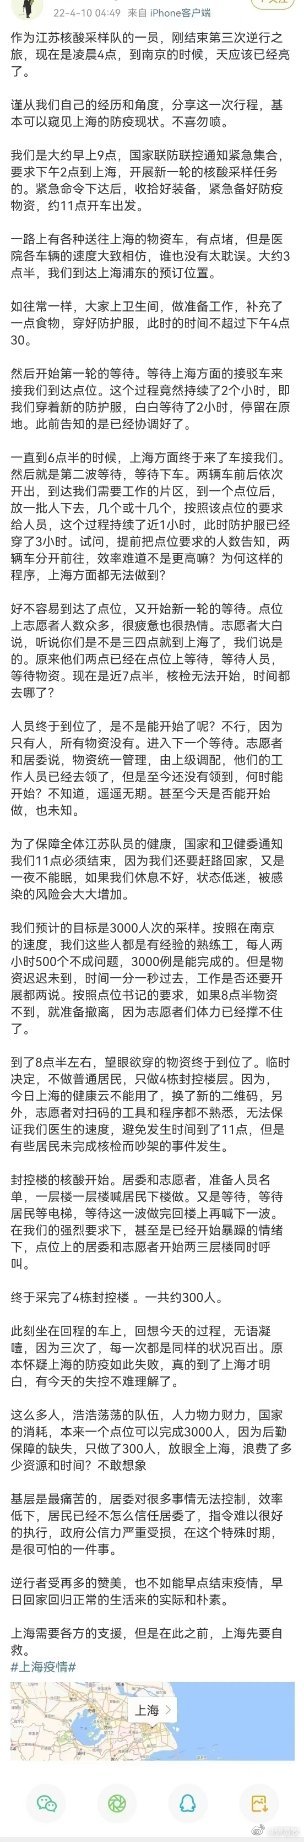 22-4-10 04:49 来自 iPhone客户端
作为江苏核酸采样队的一员，刚结束第三次逆行之
旅，现在是凌晨4点，到南京的时候，天应该已经亮
了。
谨从我们自己的经历和角度，分享这一次行程，基
本可以窥见上海的防疫现状。不喜勿喷。
我们是大约早上9点，国家联防联控通知紧急集合，
要求下午2点到上海，开展新一轮的核酸采样任务
的。紧急命令下达后，收拾好装备，紧急备好防疫
物资，约11点开车出发。
一路上有各种送往上海的物资车，有点堵，但是医
院各车辆的速度大致相仿，谁也没有太耽误。大约3
点半，我们到达上海浦东的预订位置。
如往常一样，大家上卫生间，做准备工作，补充了
一点食物，穿好防护服，此时的时间不超过下午4点
30。
然后开始第一轮的等待。等待上海方面的接驳车来
接我们到达点位。这个过程竟然持续了2个小时，即
我们穿着新的防护服，白白等待了2小时，停留在原
地。此前告知的是已经协调好了。
一直到6点半的时候，上海方面终于来了车接我们。
然后就是第二波等待，等待下车。两辆车前后依次
开出，到达我们需要工作的片区，到一个点位后，
放一批人下去，几个或十几个，按照该点位的要求
给人员，这个过程持续了近1小时，此时防护服已经
穿了3小时。试问，提前把点位要求的人数告知，两
辆车分开前往，效率难道不是更高嘛？为何这样的
程序，上海方面都无法做到？
好不容易到达了点位，又开始新一轮的等待。点位
上志愿者人数众多，很疲惫也很热情。志愿者大白
说，听说你们是不是三四点就到上海了，我们说是
的。原来他们两点已经在点位上等待，等待人员，
等待物资。现在是近7点半，核检无法开始，时间都
去哪了？
人员终于到位了，是不是能开始了呢？不行，因为
只有人，所有物资没有。进入下一个等待。志愿者
和居委说，物资统一管理，由上级调配，他们的工
作人员已经去领了，但是至今还没有领到，何时能
开始？不知道，遥遥无期。甚至今天是否能开始
做，也未知。
为了保障全体江苏队员的健康，国家和卫健委通知
我们11点必须结束，因为我们还要赶路回家，又是
一夜不能眠，如果我们休息不好，状态低迷，被感
染的风险会大大增加。
我们预计的目标是3000人次的采样。按照在南京
的速度，我们这些人都是有经验的熟练工，每人两
小时500个不成问题，3000例是能完成的。但是物
资迟迟未到，时间一分一秒过去，工作是否还要开
展都两说。按照点位书记的要求，如果8点半物资
不到，就准备撤离，因为志愿者们体力已经撑不住
了。
到了8点半左右，望眼欲穿的物资终于到位了。临时
决定，不做普通居民，只做4栋封控楼层。因为，
今日上海的健康云不能用了，换了新的二维码，另
外，志愿者对扫码的工具和程序都不熟悉，无法保
证我们医生的速度，避免发生时间到了11点，但是
有些居民未完成核检而吵架的事件发生。
封控楼的核酸开始。居委和志愿者，准备人员名
单，一层楼一层楼喊居民下楼做。又是等待，等待
居民等电梯，等待这一波做完回楼上再喊下一波。
在我们的强烈要求下，甚至是已经开始暴躁的情绪
下，点位上的居委和志愿者开始两三层楼同时呼
叫。
终于采完了4栋封控楼 。一共约300人。
此刻坐在回程的车上，回想今天的过程，无语凝
噎，因为三次了，每一次都是同样的状况百出。原
本怀疑上海的防疫如此失败，真的到了上海才明
白，有今天的失控不难理解了。
这么多人，浩浩荡荡的队伍，人力物力财力，国家
的消耗，本来一个点位可以完成3000人，因为后勤
保障的缺失，只做了300人，放眼全上海，浪费了多
少资源和时间？不敢想象
基层是最痛苦的，居委对很多事情无法控制，效率
低下，居民已经不怎么信任居委了，指令难以很好
的执行，政府公信力严重受损，在这个特殊时期，
是很可怕的一件事。
逆行者受再多的赞美，也不如能早点结束疫情，早
日回家回归正常的生活来的实际和朴素。
上海需要各方的支援，但是在此之前，上海先要自
救。
#上海疫情#
上海